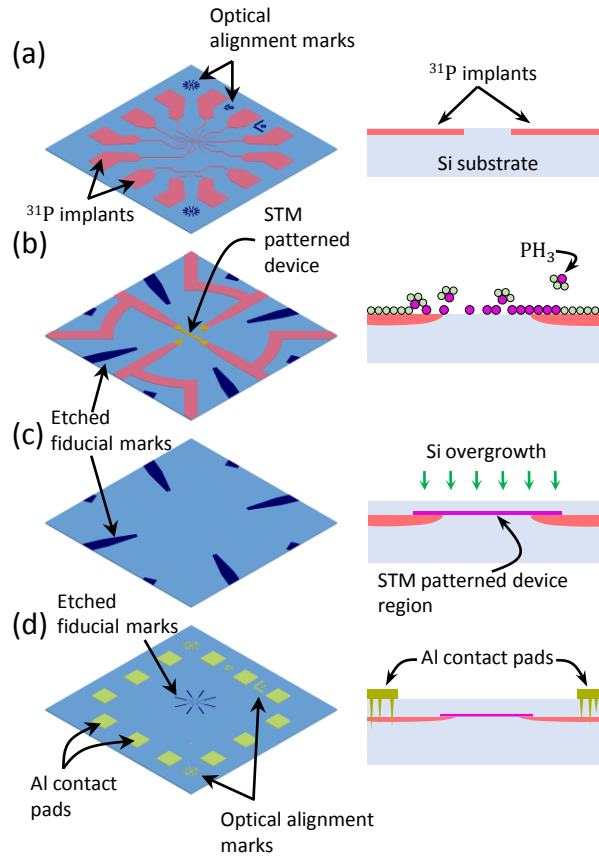 Optical
alignment marks
(a)
³¹P implants
Si substrate
³¹P implants
(b)
STM
patterned
device
PH₃
Etched
fiducial marks
(c)
Si overgrowth
STM patterned device
region
Etched
fiducial marks
(d)
Al contact pads
Al contact
pads
Optical alignment
marks